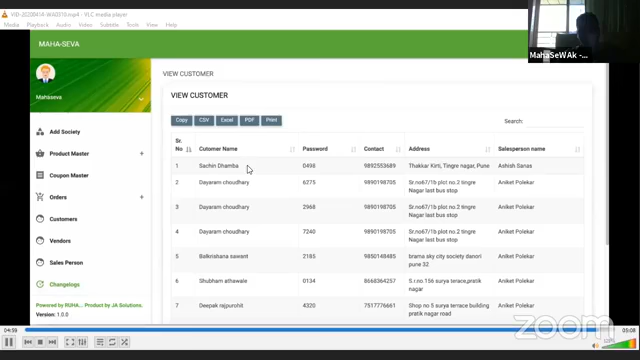 VID-20200414-WA0010.mp4 - VLC media player
Media Playback Audio Video Subtitle Tools View Help
MahaSeWAk -...
MAHA-SEVA
Mahaseva
Add Society
Product Master +
Coupon Master
Orders +
Customers
Vendors
Sales Person
Changelogs
Powered by RUHA... Product by JA Solutions.
Version: 1.0.0
VIEW CUSTOMER
VIEW CUSTOMER
Copy CSV Excel PDF Print
Search:
Sr. No Cutomer Name Password Contact Address Salesperson name
1 Sachin Dhamba 0498 9892553689 Thakkar Kirti, Tingre nagar, Pune Ashish Sanas
2 Dayaram choudhary 6275 9890198705 Sr.no67/1b plot no.2 tingre Nagar last bus stop Aniket Polekar
3 Dayaram choudhary 2968 9890198705 Sr.no67/1b plot no.2 tingre Nagar last bus stop Aniket Polekar
4 Dayaram choudhary 7240 9890198705 Sr.no67/1b plot no.2 tingre Nagar last bus stop Aniket Polekar
5 Balkrishana sawant 2185 9850148485 brama sky city society danori pune 32 Aniket Polekar
6 Shubham athawale 0134 8668364257 S.r.no.156 surya terace,pratik nagar Aniket Polekar
7 Deepak rajpurohit 4320 7517776661 Shop no 5 surya terrace building pratik nagar road Aniket Polekar
04:59 05:08
zoom